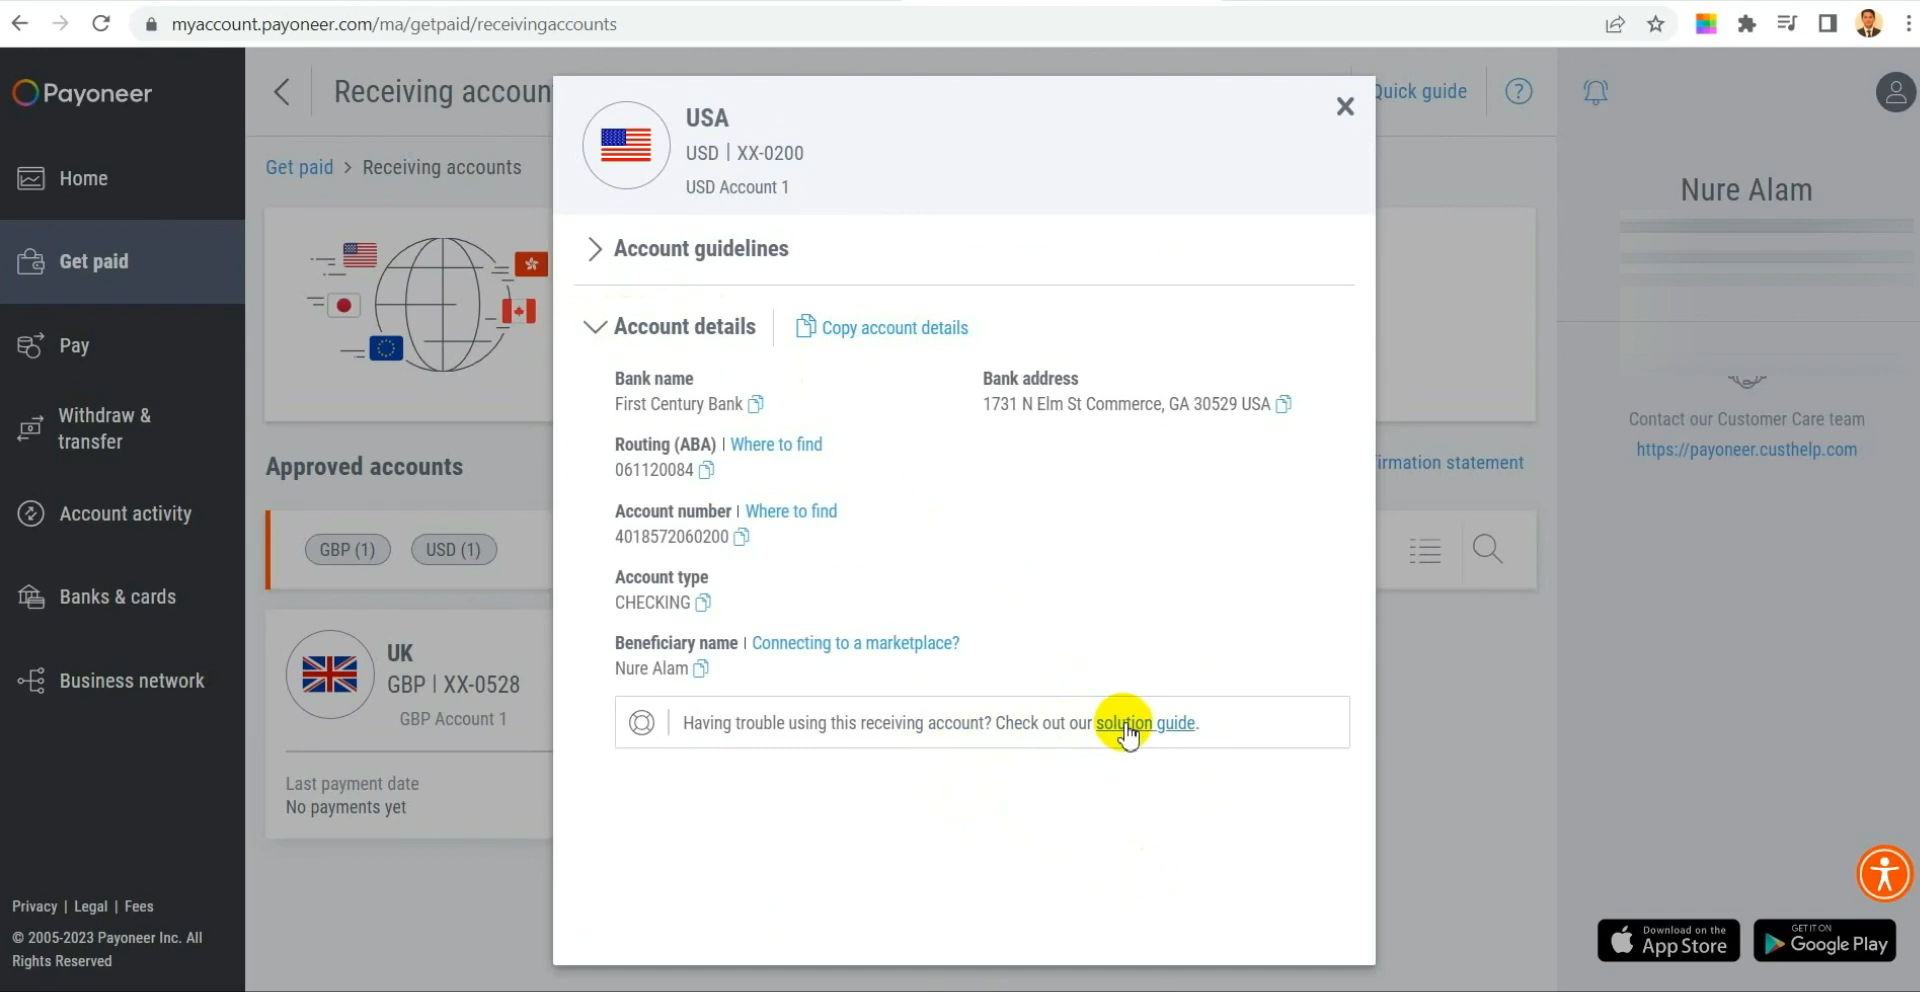 myaccount.payoneer.com/ma/getpaid/receivingaccounts
Payoneer
Home
Get paid
Pay
Withdraw &
transfer
Account activity
Banks & cards
Business network
Privacy | Legal | Fees
© 2005-2023 Payoneer Inc. All
Rights Reserved
Receiving accoun
Quick guide
?
Get paid > Receiving accounts
Approved accounts
irmation statement
GBP (1)
USD (1)
UK
GBP | XX-0528
GBP Account 1
Last payment date
No payments yet
USA
USD | XX-0200
USD Account 1
Account guidelines
Account details
Copy account details
Bank name
First Century Bank
Bank address
1731 N Elm St Commerce, GA 30529 USA
Routing (ABA) | Where to find
061120084
Account number | Where to find
4018572060200
Account type
CHECKING
Beneficiary name | Connecting to a marketplace?
Nure Alam
Having trouble using this receiving account? Check out our solution guide.
Nure Alam
Contact our Customer Care team
https://payoneer.custhelp.com
Download on the
App Store
GET IT ON
Google Play